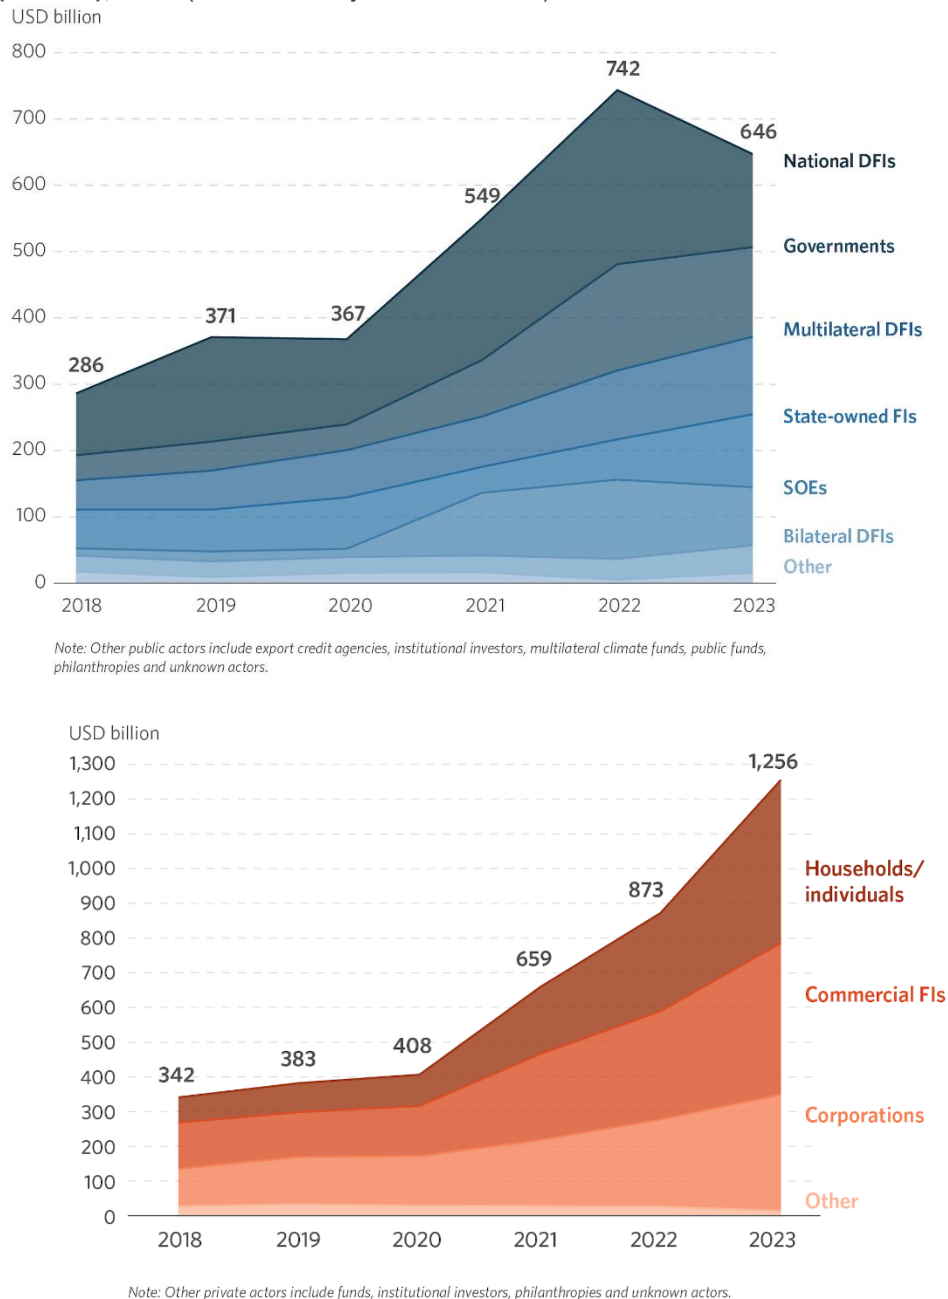 USD billion
800
742
700
646
National DFIs
600
549
Governments
500
400
371
367
Multilateral DFIs
286
300
State-owned FIs
200
SOEs
100
Bilateral DFIs
Other
0
2018 2019 2020 2021 2022 2023
Note: Other public actors include export credit agencies, institutional investors, multilateral climate funds, public funds,
philanthropies and unknown actors.
USD billion
1,300
1,256
1,200
1,100
1,000
Households/
individuals
900
873
800
700
659
Commercial FIs
600
500
408
383
400
342
300
Corporations
200
100
Other
0
2018 2019 2020 2021 2022 2023
Note: Other private actors include funds, institutional investors, philanthropies and unknown actors.